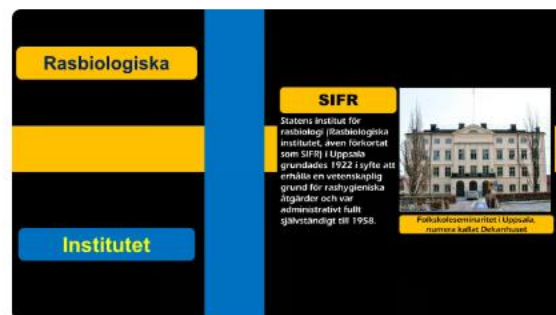 Rasbiologiska
Institutet
SIFR
Statens institut för
rasbiologi (Rasbiologiska
institutet, även förkortat
som SIFR) i Uppsala
grundades 1922 i syfte att
erhålla en vetenskaplig
grund för rashygieniska
åtgärder och var
administrativt fullt
självständigt till 1958.
Folkskoleseminariet i Uppsala,
numera kallat Dekanhuset